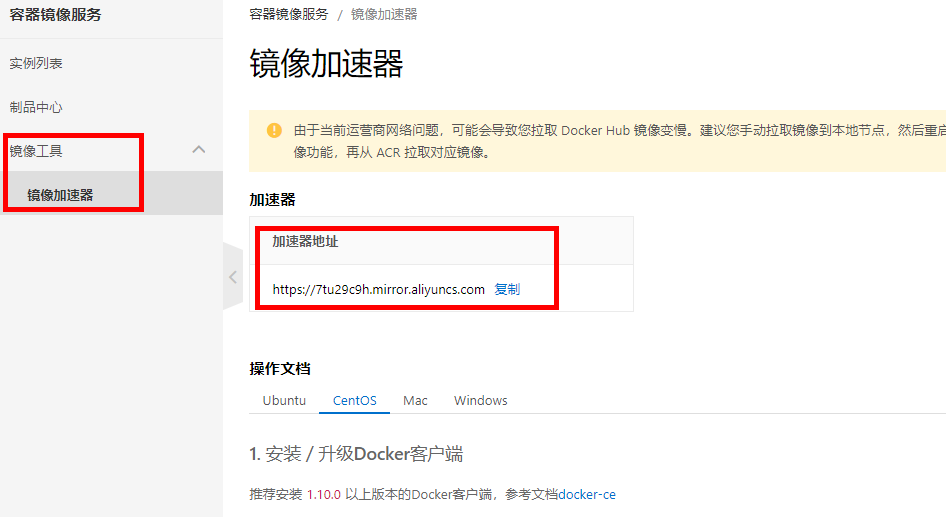 容器镜像服务
实例列表
制品中心
镜像工具
镜像加速器
容器镜像服务 / 镜像加速器
镜像加速器
由于当前运营商网络问题，可能会导致您拉取 Docker Hub 镜像变慢。建议您手动拉取镜像到本地节点，然后重启
像功能，再从 ACR 拉取对应镜像。
加速器
加速器地址
https://7tu29c9h.mirror.aliyuncs.com 复制
操作文档
Ubuntu CentOS Mac Windows
1. 安装 / 升级Docker客户端
推荐安装 1.10.0 以上版本的Docker客户端，参考文档docker-ce